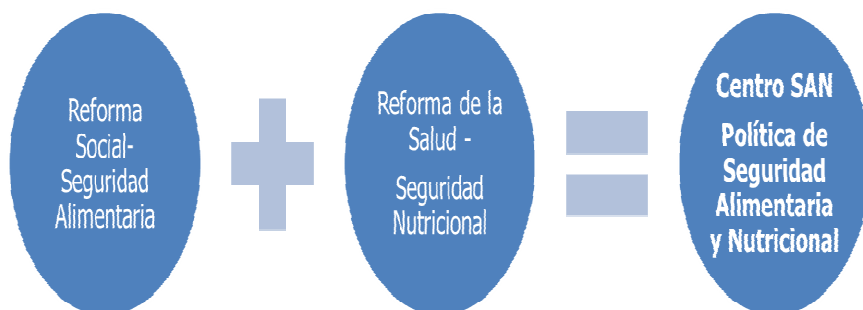 Reforma
Social-
Seguridad
Alimentaria
Reforma de la
Salud -
Seguridad
Nutricional
Centro SAN
Política de
Seguridad
Alimentaria
y Nutricional